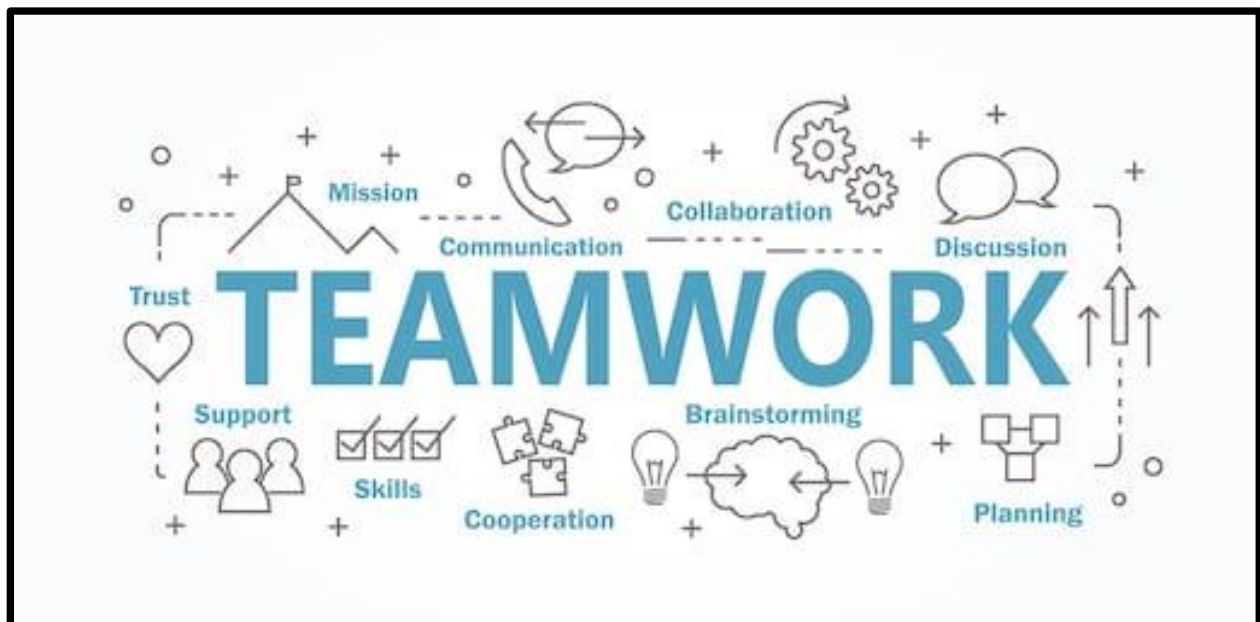 Mission
Collaboration
Communication
Discussion
Trust
TEAMWORK
Support
Brainstorming
Skills
Cooperation
Planning